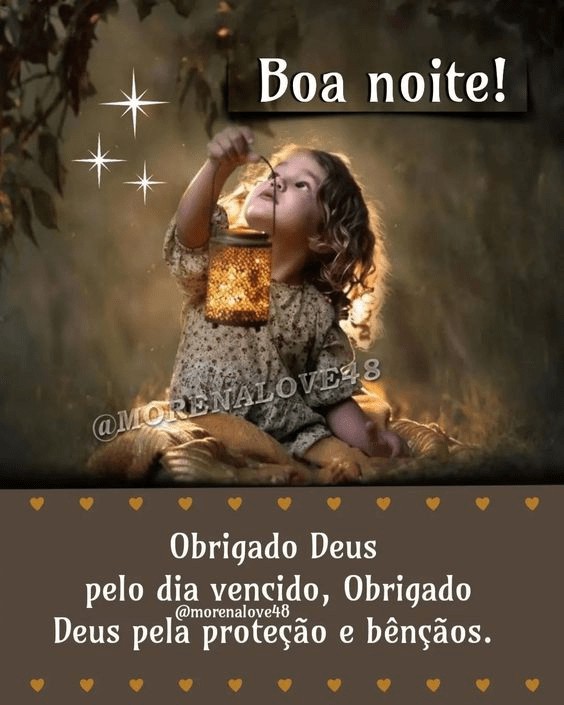 Boa noite!
@MORENALOVE48
Obrigado Deus
pelo dia vencido, Obrigado
@morenalove48
Deus pela proteção e bênçãos.